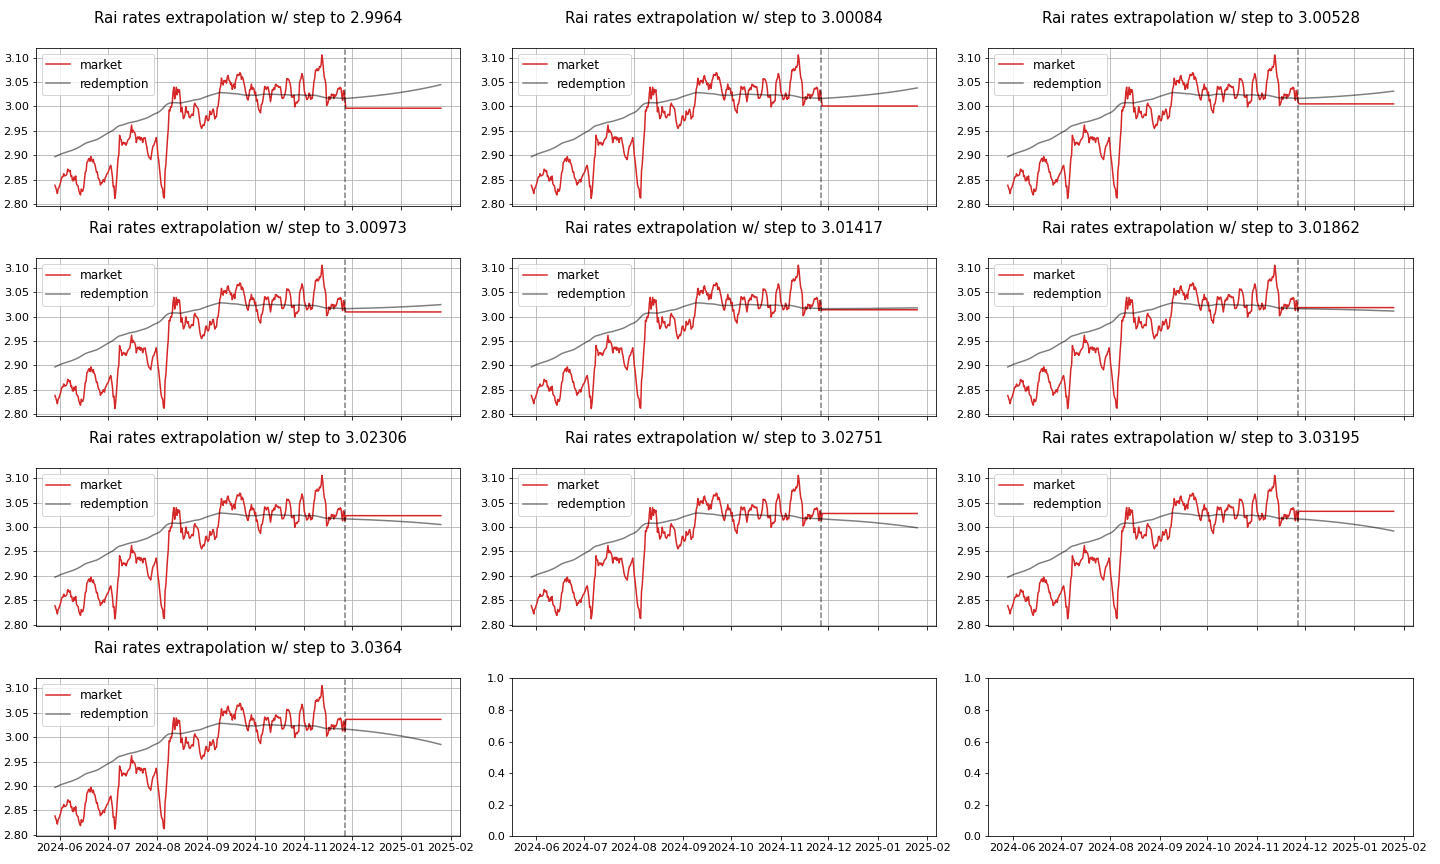 Rai rates extrapolation w/ step to 2.9964
3.10
3.05
3.00
2.95
2.90
2.85
2.80
market
redemption
Rai rates extrapolation w/ step to 3.00084
3.10
3.05
3.00
2.95
2.90
2.85
2.80
market
redemption
Rai rates extrapolation w/ step to 3.00528
3.10
3.05
3.00
2.95
2.90
2.85
2.80
market
redemption
Rai rates extrapolation w/ step to 3.00973
3.10
3.05
3.00
2.95
2.90
2.85
2.80
market
redemption
Rai rates extrapolation w/ step to 3.01417
3.10
3.05
3.00
2.95
2.90
2.85
2.80
market
redemption
Rai rates extrapolation w/ step to 3.01862
3.10
3.05
3.00
2.95
2.90
2.85
2.80
market
redemption
Rai rates extrapolation w/ step to 3.02306
3.10
3.05
3.00
2.95
2.90
2.85
2.80
market
redemption
Rai rates extrapolation w/ step to 3.02751
3.10
3.05
3.00
2.95
2.90
2.85
2.80
market
redemption
Rai rates extrapolation w/ step to 3.03195
3.10
3.05
3.00
2.95
2.90
2.85
2.80
market
redemption
Rai rates extrapolation w/ step to 3.0364
3.10
3.05
3.00
2.95
2.90
2.85
2.80
market
redemption
2024-06 2024-07 2024-08 2024-09 2024-10 2024-11 2024-12 2025-01 2025-02
1.0
0.8
0.6
0.4
0.2
0.0
2024-06 2024-07 2024-08 2024-09 2024-10 2024-11 2024-12 2025-01 2025-02
1.0
0.8
0.6
0.4
0.2
0.0
2024-06 2024-07 2024-08 2024-09 2024-10 2024-11 2024-12 2025-01 2025-02